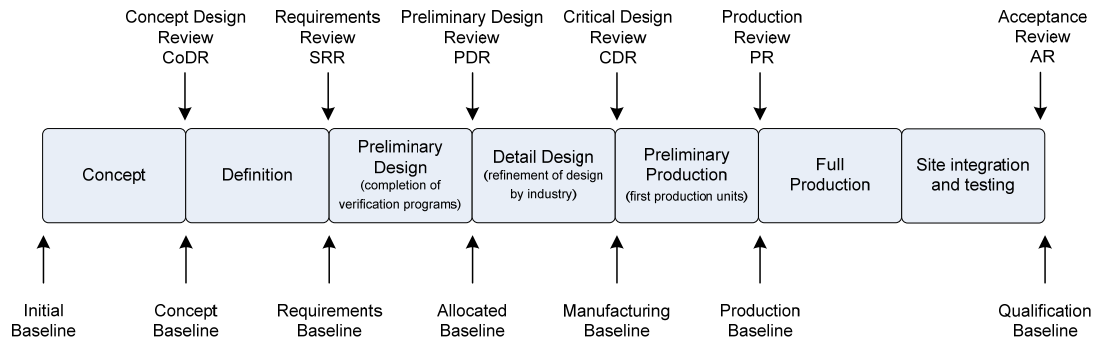 Concept Design
Review
CoDR
Requirements
Review
SRR
Preliminary Design
Review
PDR
Critical Design
Review
CDR
Production
Review
PR
Acceptance
Review
AR
Concept
Definition
Preliminary
Design
(completion of
verification programs)
Detail Design
(refinement of design
by industry)
Preliminary
Production
(first production units)
Full
Production
Site integration
and testing
Initial
Baseline
Concept
Baseline
Requirements
Baseline
Allocated
Baseline
Manufacturing
Baseline
Production
Baseline
Qualification
Baseline